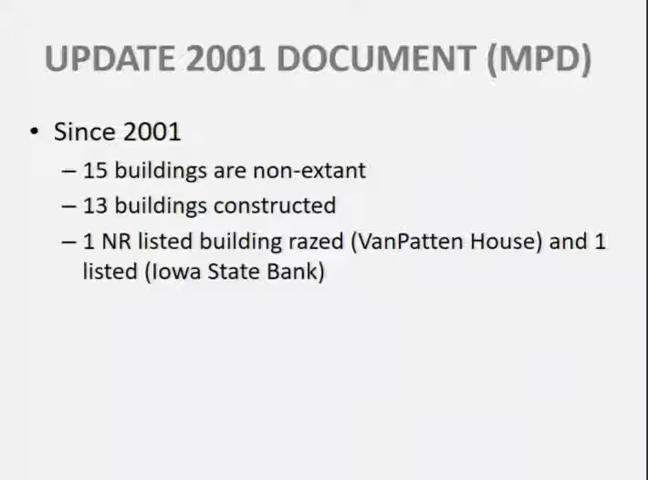 UPDATE 2001 DOCUMENT (MPD)
• Since 2001
– 15 buildings are non-extant
– 13 buildings constructed
– 1 NR listed building razed (VanPatten House) and 1
listed (Iowa State Bank)